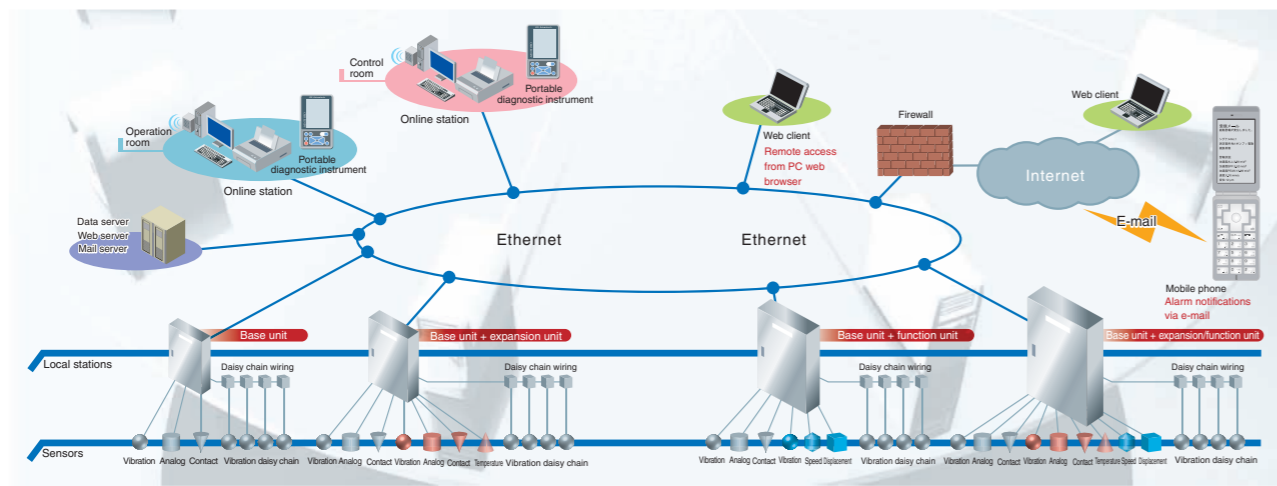 Control
room
Portable
diagnostic instrument
Online station
Operation
room
Portable
diagnostic instrument
Online station
Data server
Web server
Mail server
Web client
Remote access
from PC web
browser
Firewall
Web client
Internet
E-mail
Mobile phone
Alarm notifications
via e-mail
Ethernet
Ethernet
Base unit
Base unit + expansion unit
Base unit + function unit
Base unit + expansion/function unit
Local stations
Daisy chain wiring
Daisy chain wiring
Daisy chain wiring
Daisy chain wiring
Sensors
Vibration Analog Contact Vibration daisy chain
Vibration Analog Contact Vibration Analog Contact Temperature Vibration daisy chain
Vibration Analog Contact Vibration Speed Displacement Vibration daisy chain
Vibration Analog Contact Vibration Analog Contact Temperature Speed Displacement Vibration daisy chain